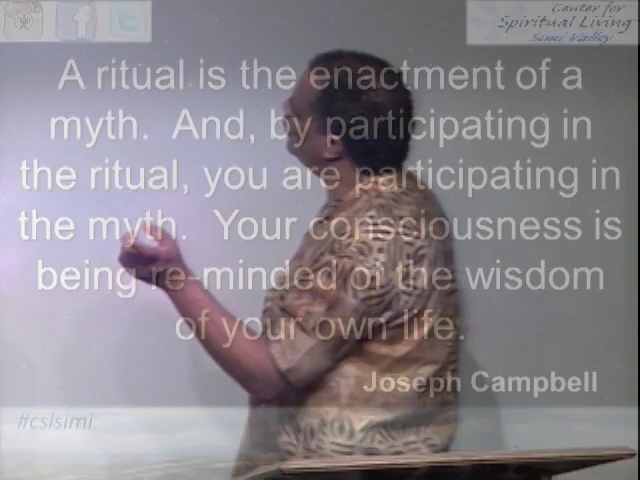 Center for
Spiritual Living
Simi Valley
A ritual is the enactment of a
myth. And, by participating in
the ritual, you are participating in
the myth. Your consciousness is
being re-minded of the wisdom
of your own life.
Joseph Campbell
#cslsimi